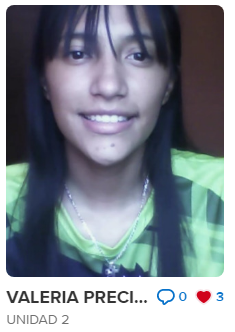 VALERIA PRECI... 0 3
UNIDAD 2